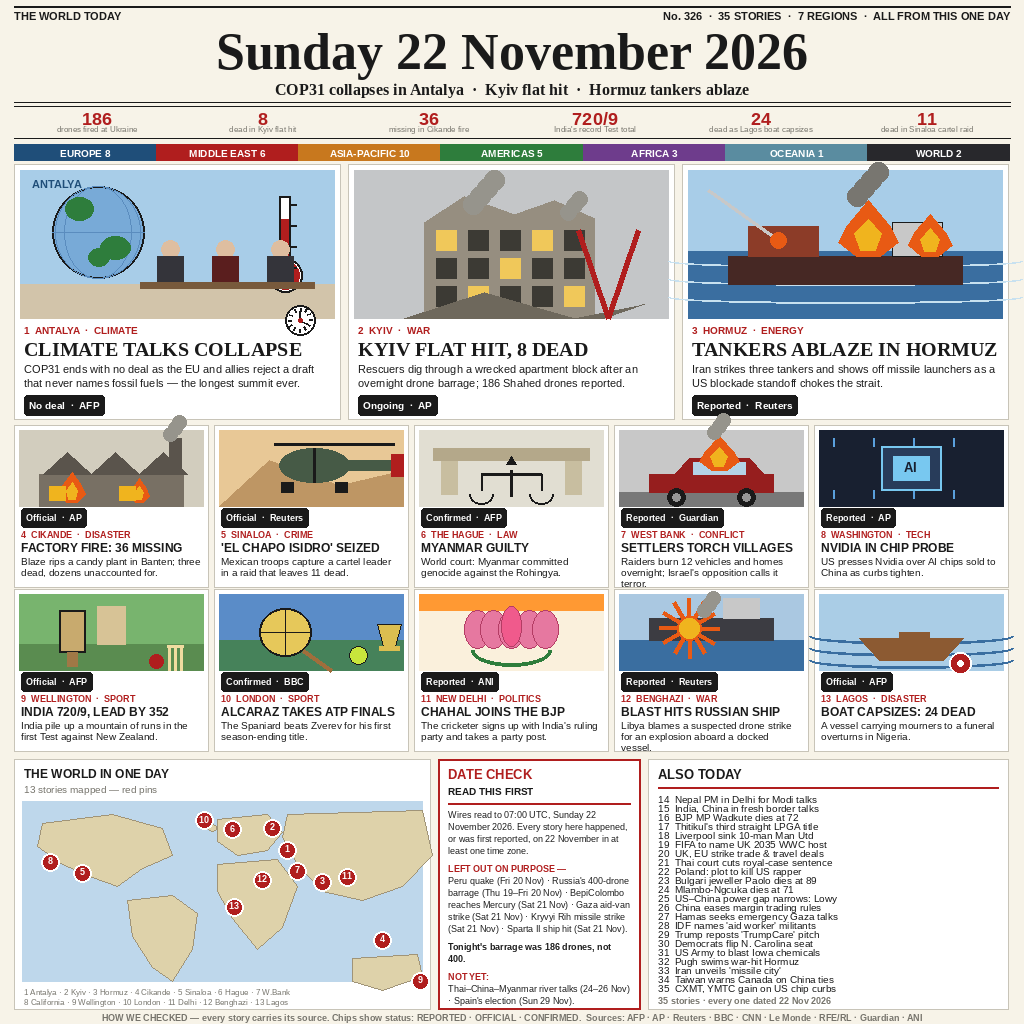 THE WORLD TODAY
No. 326 · 35 STORIES · 7 REGIONS · ALL FROM THIS ONE DAY
Sunday 22 November 2026
COP31 collapses in Antalya · Kyiv flat hit · Hormuz tankers ablaze
186
drones fired at Ukraine
8
dead in Kyiv flat hit
36
missing in Cikande fire
720/9
India's record Test total
24
dead as Lagos boat capsizes
11
dead in Sinaloa cartel raid
EUROPE 8
MIDDLE EAST 6
ASIA-PACIFIC 10
AMERICAS 5
AFRICA 3
OCEANIA 1
WORLD 2
ANTALYA
1 ANTALYA · CLIMATE
CLIMATE TALKS COLLAPSE
COP31 ends with no deal as the EU and allies reject a draft
that never names fossil fuels — the longest summit ever.
No deal · AFP
2 KYIV · WAR
KYIV FLAT HIT, 8 DEAD
Rescuers dig through a wrecked apartment block after an
overnight drone barrage; 186 Shahed drones reported.
Ongoing · AP
3 HORMUZ · ENERGY
TANKERS ABLAZE IN HORMUZ
Iran strikes three tankers and shows off missile launchers as a
US blockade standoff chokes the strait.
Reported · Reuters
Official · AP
4 CIKANDE · DISASTER
FACTORY FIRE: 36 MISSING
Blaze rips a candy plant in Banten; three
dead, dozens unaccounted for.
Official · Reuters
5 SINALOA · CRIME
'EL CHAPO ISIDRO' SEIZED
Mexican troops capture a cartel leader
in a raid that leaves 11 dead.
Confirmed · AFP
6 THE HAGUE · LAW
MYANMAR GUILTY
World court: Myanmar committed
genocide against the Rohingya.
Reported · Guardian
7 WEST BANK · CONFLICT
SETTLERS TORCH VILLAGES
Raiders burn 12 vehicles and homes
overnight; Israel's opposition calls it
terror.
AI
Reported · AP
8 WASHINGTON · TECH
NVIDIA IN CHIP PROBE
US presses Nvidia over AI chips sold to
China as curbs tighten.
Official · AFP
9 WELLINGTON · SPORT
INDIA 720/9, LEAD BY 352
India pile up a mountain of runs in the
first Test against New Zealand.
Confirmed · BBC
10 LONDON · SPORT
ALCARAZ TAKES ATP FINALS
The Spaniard beats Zverev for his first
season-ending title.
Reported · ANI
11 NEW DELHI · POLITICS
CHAHAL JOINS THE BJP
The cricketer signs up with India's ruling
party and takes a party post.
Reported · Reuters
12 BENGHAZI · WAR
BLAST HITS RUSSIAN SHIP
Libya blames a suspected drone strike
for an explosion aboard a docked
vessel.
Official · AFP
13 LAGOS · DISASTER
BOAT CAPSIZES: 24 DEAD
A vessel carrying mourners to a funeral
overturns in Nigeria.
THE WORLD IN ONE DAY
13 stories mapped — red pins
10
6
2
1
8
5
7
12
3
11
13
4
9
1 Antalya · 2 Kyiv · 3 Hormuz · 4 Cikande · 5 Sinaloa · 6 Hague · 7 W.Bank
8 California · 9 Wellington · 10 London · 11 Delhi · 12 Benghazi · 13 Lagos
DATE CHECK
READ THIS FIRST
Wires read to 07:00 UTC, Sunday 22
November 2026. Every story here happened,
or was first reported, on 22 November in at
least one time zone.
LEFT OUT ON PURPOSE —
Peru quake (Fri 20 Nov) · Russia's 400-drone
barrage (Thu 19–Fri 20 Nov) · BepiColombo
reaches Mercury (Sat 21 Nov) · Gaza aid-van
strike (Sat 21 Nov) · Kryvyi Rih missile strike
(Sat 21 Nov) · Sparta II ship hit (Sat 21 Nov).
Tonight's barrage was 186 drones, not
400.
NOT YET:
Thai–China–Myanmar river talks (24–26 Nov)
· Spain's election (Sun 29 Nov).
ALSO TODAY
14 Nepal PM in Delhi for Modi talks
15 India, China in fresh border talks
16 BJP MP Wadkute dies at 72
17 Thitikul's third straight LPGA title
18 Liverpool sink 10-man Man Utd
19 FIFA to name UK 2035 WWC host
20 UK, EU strike trade & travel deals
21 Thai court cuts royal-case sentence
22 Poland: plot to kill US rapper
23 Bulgari jeweller Paolo dies at 89
24 Mlambo-Ngcuka dies at 71
25 US–China power gap narrows: Lowy
26 China eases margin trading rules
27 Hamas seeks emergency Gaza talks
28 IDF names 'aid worker' militants
29 Trump reposts 'TrumpCare' pitch
30 Democrats flip N. Carolina seat
31 US Army to blast Iowa chemicals
32 Pugh swims war-hit Hormuz
33 Iran unveils 'missile city'
34 Taiwan warns Canada on China ties
35 CXMT, YMTC gain on US chip curbs
35 stories · every one dated 22 Nov 2026
HOW WE CHECKED — every story carries its source. Chips show status: REPORTED · OFFICIAL · CONFIRMED. Sources: AFP · AP · Reuters · BBC · CNN · Le Monde · RFE/RL · Guardian · ANI